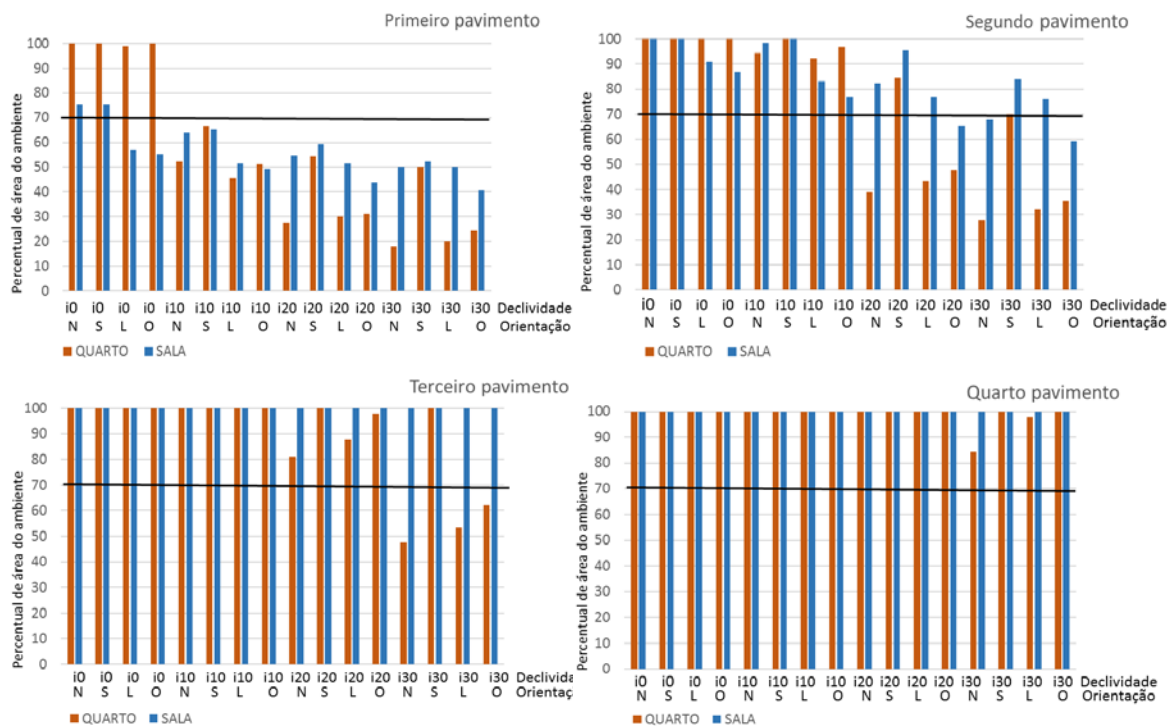 Primeiro pavimento
Percentual de área do ambiente
100
90
80
70
60
50
40
30
20
10
0
i0 i0 i0 i0 i10 i10 i10 i10 i20 i20 i20 i20 i30 i30 i30 i30 Declividade
N S L O N S L O N S L O N S L O Orientação
QUARTO SALA
Segundo pavimento
Percentual de área do ambiente
100
90
80
70
60
50
40
30
20
10
0
i0 i0 i0 i0 i10 i10 i10 i10 i20 i20 i20 i20 i30 i30 i30 i30 Declividade
N S L O N S L O N S L O N S L O Orientação
QUARTO SALA
Terceiro pavimento
Percentual de área do ambiente
100
90
80
70
60
50
40
30
20
10
0
i0 i0 i0 i0 i10 i10 i10 i10 i20 i20 i20 i20 i30 i30 i30 i30 Declividad
N S L O N S L O N S L O N S L O Orientaçã
QUARTO SALA
Quarto pavimento
Percentual de área do ambiente
100
90
80
70
60
50
40
30
20
10
0
i0 i0 i0 i0 i10 i10 i10 i10 i20 i20 i20 i20 i30 i30 i30 i30 Declividade
N S L O N S L O N S L O N S L O Orientação
QUARTO SALA